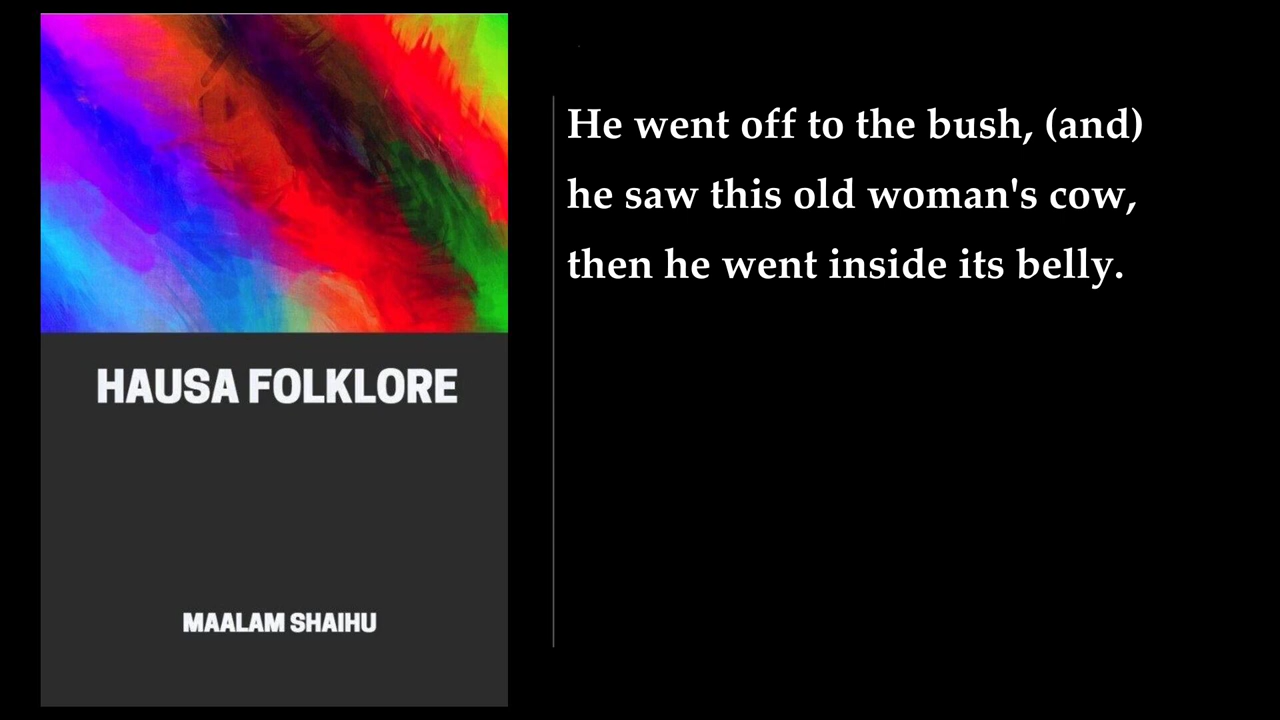 HAUSA FOLKLORE
MAALAM SHAIHU
He went off to the bush, (and)
he saw this old woman's cow,
then he went inside its belly.